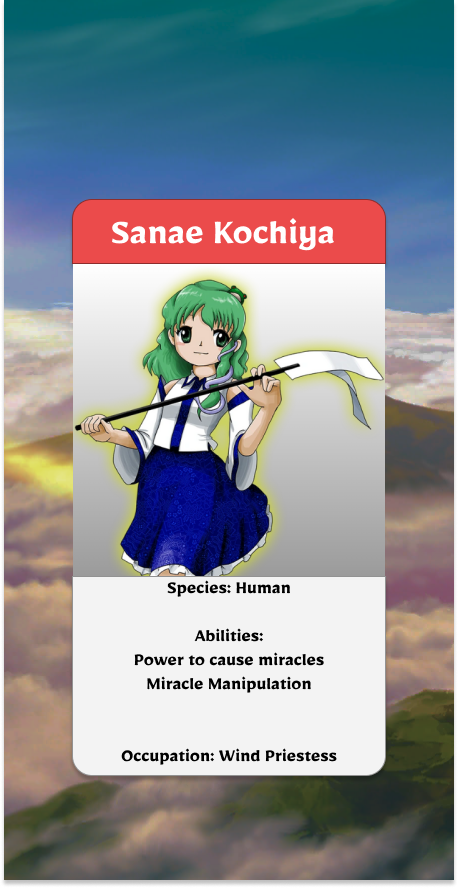 Sanae Kochiya
Species: Human
Abilities:
Power to cause miracles
Miracle Manipulation
Occupation: Wind Priestess